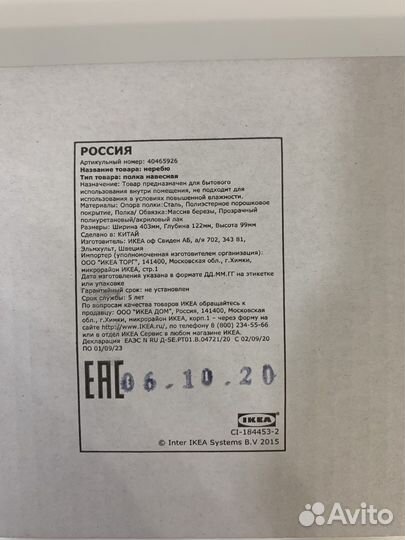 РОССИЯ
Артикульный номер: 40465926
Название товара: неребю
Тип товара: полка навесная
Назначение: Товар предназначен для бытового
использования внутри помещения, не подходит для
использования в условиях повышенной влажности.
Материалы: Опора полки:Сталь, Полиэстерное порошковое
покрытие, Полка/ Обвязка:Массив березы, Прозрачный
полиуретановый/акриловый лак
Размеры: Ширина 403мм, Глубина 122мм, Высота 99мм
Сделано в: КИТАЙ
Изготовитель: ИКЕА оф Свиден АБ, а/я 702, 343 81,
Эльмхульт, Швеция
Импортер (уполномоченная изготовителем организация):
ООО "ИКЕА ТОРГ", 141400, Московская обл., г.Химки,
микрорайон ИКЕА, стр.1
Дата изготовления указана в формате ДД.ММ.ГГ на этикетке
или упаковке
Гарантийный срок: не установлен
Срок службы: 5 лет
По вопросам качества товаров ИКЕА обращайтесь к
продавцу: ООО "ИКЕА ДОМ", Россия, 141400, Московская
обл., г.Химки, микрорайон ИКЕА, корп.1 – через форму на
сайте http://www.IKEA.ru/, по телефону 8 (800) 234-55-66
или в отдел ИКЕА Сервис в любом магазине ИКЕА.
Декларация ЕАЭС N RU Д-SE.РТ01.В.04721/20 С 02/09/20
ПО 01/09/23
EAC 06.10.20
IKEA
CI-184453-2
© Inter IKEA Systems B.V 2015
Avito